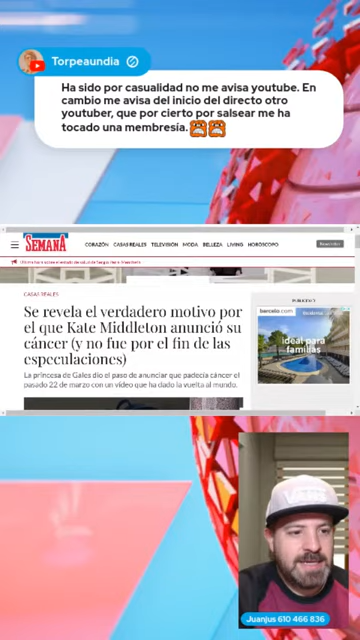 Torpeaundia
Ha sido por casualidad no me avisa youtube. En
cambio me avisa del inicio del directo otro
youtuber, que por cierto por salsear me ha
tocado una membresía.
SEMANA
CORAZÓN CASAS REALES TELEVISIÓN MODA BELLEZA LIVING HORÓSCOPO
CASAS REALES
PUBLICIDAD
Se revela el verdadero motivo por
el que Kate Middleton anunció su
cáncer (y no fue por el fin de las
especulaciones)
barcelo.com
ideal para
familias
La princesa de Gales dio el paso de anunciar que padecía cáncer el
pasado 22 de marzo con un vídeo que ha dado la vuelta al mundo.
Juanjus 610 466 836